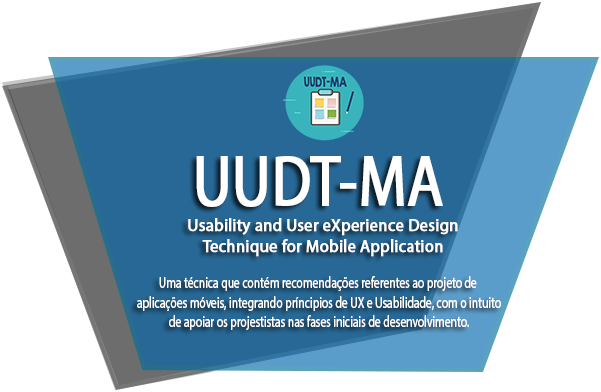 UUDT-MA
UUDT-MA
Usability and User eXperience Design
Technique for Mobile Application
Uma técnica que contém recomendações referentes ao projeto de
aplicações móveis, integrando príncipios de UX e Usabilidade, com o intuito
de apoiar os projestistas nas fases iniciais de desenvolvimento.